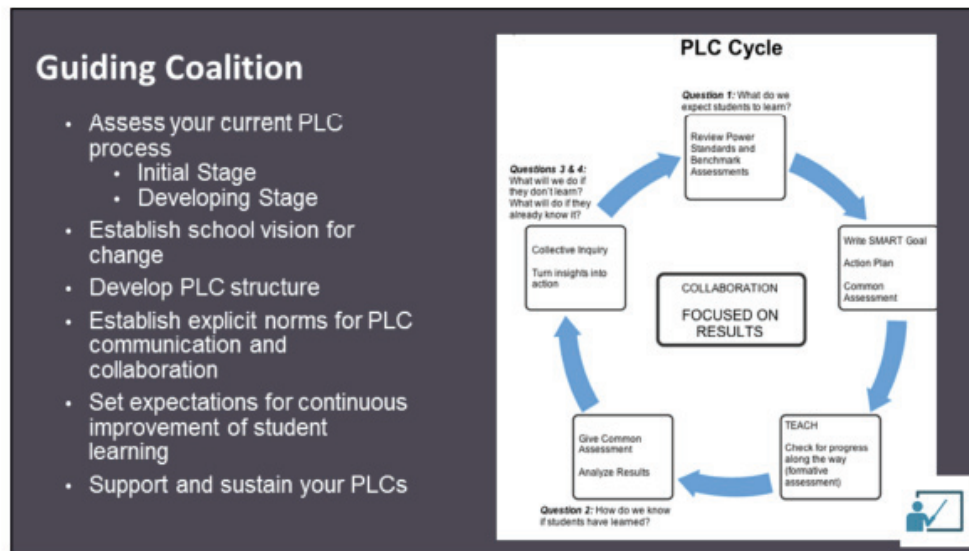 Guiding Coalition
• Assess your current PLC
process
• Initial Stage
• Developing Stage
• Establish school vision for
change
• Develop PLC structure
• Establish explicit norms for PLC
communication and
collaboration
• Set expectations for continuous
improvement of student
learning
• Support and sustain your PLCs
PLC Cycle
Question 1: What do we
expect students to learn?
Review Power
Standards and
Benchmark
Assessments
Write SMART Goal
Action Plan
Common
Assessment
TEACH
Check for progress
along the way
(formative
assessment)
Give Common
Assessment
Analyze Results
Question 2: How do we know
if students have learned?
Questions 3 & 4:
What will we do if
they don't learn?
What will do if they
already know it?
Collective Inquiry
Turn insights into
action
COLLABORATION
FOCUSED ON
RESULTS